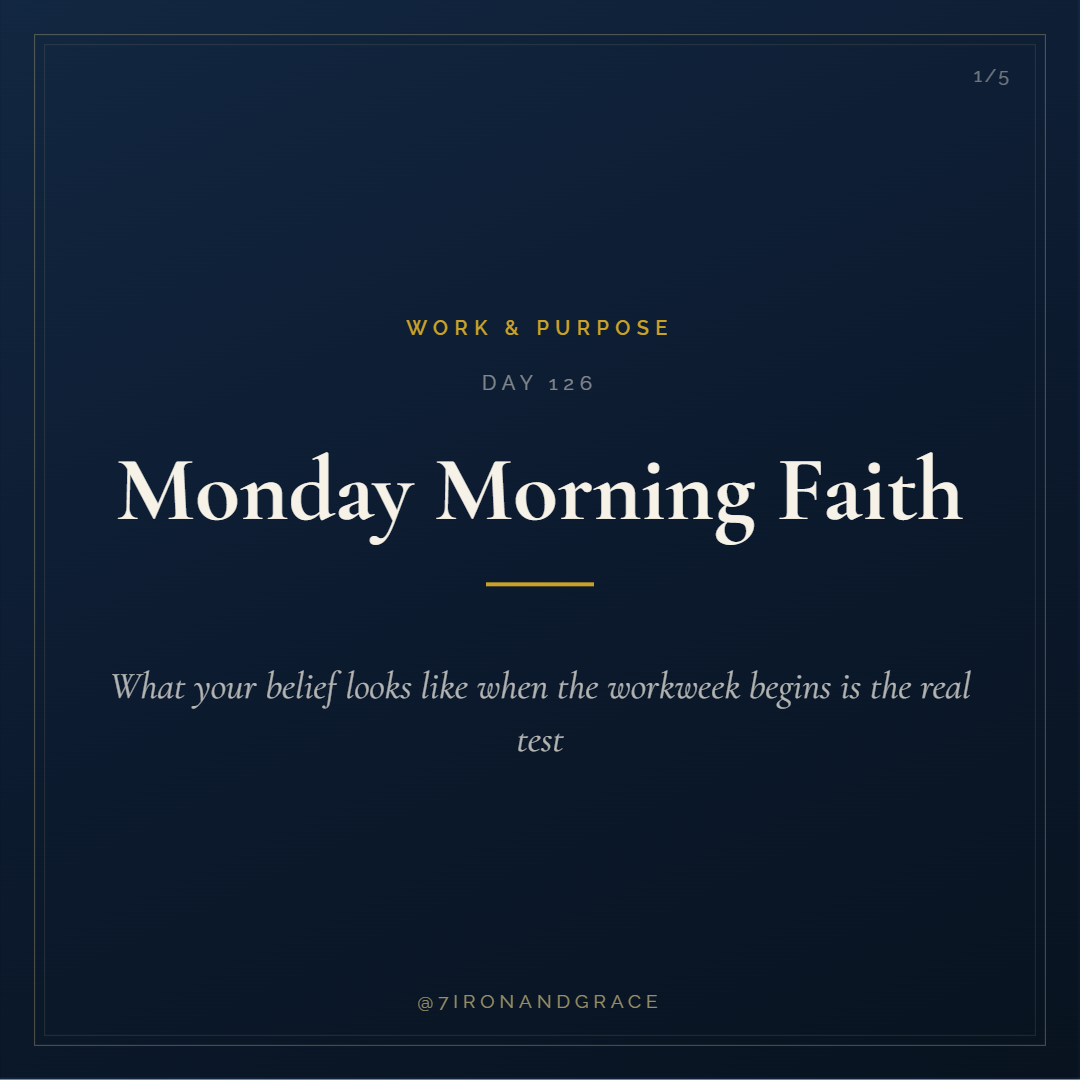 1/5
WORK & PURPOSE
DAY 126
Monday Morning Faith
What your belief looks like when the workweek begins is the real
test
@7IRONANDGRACE